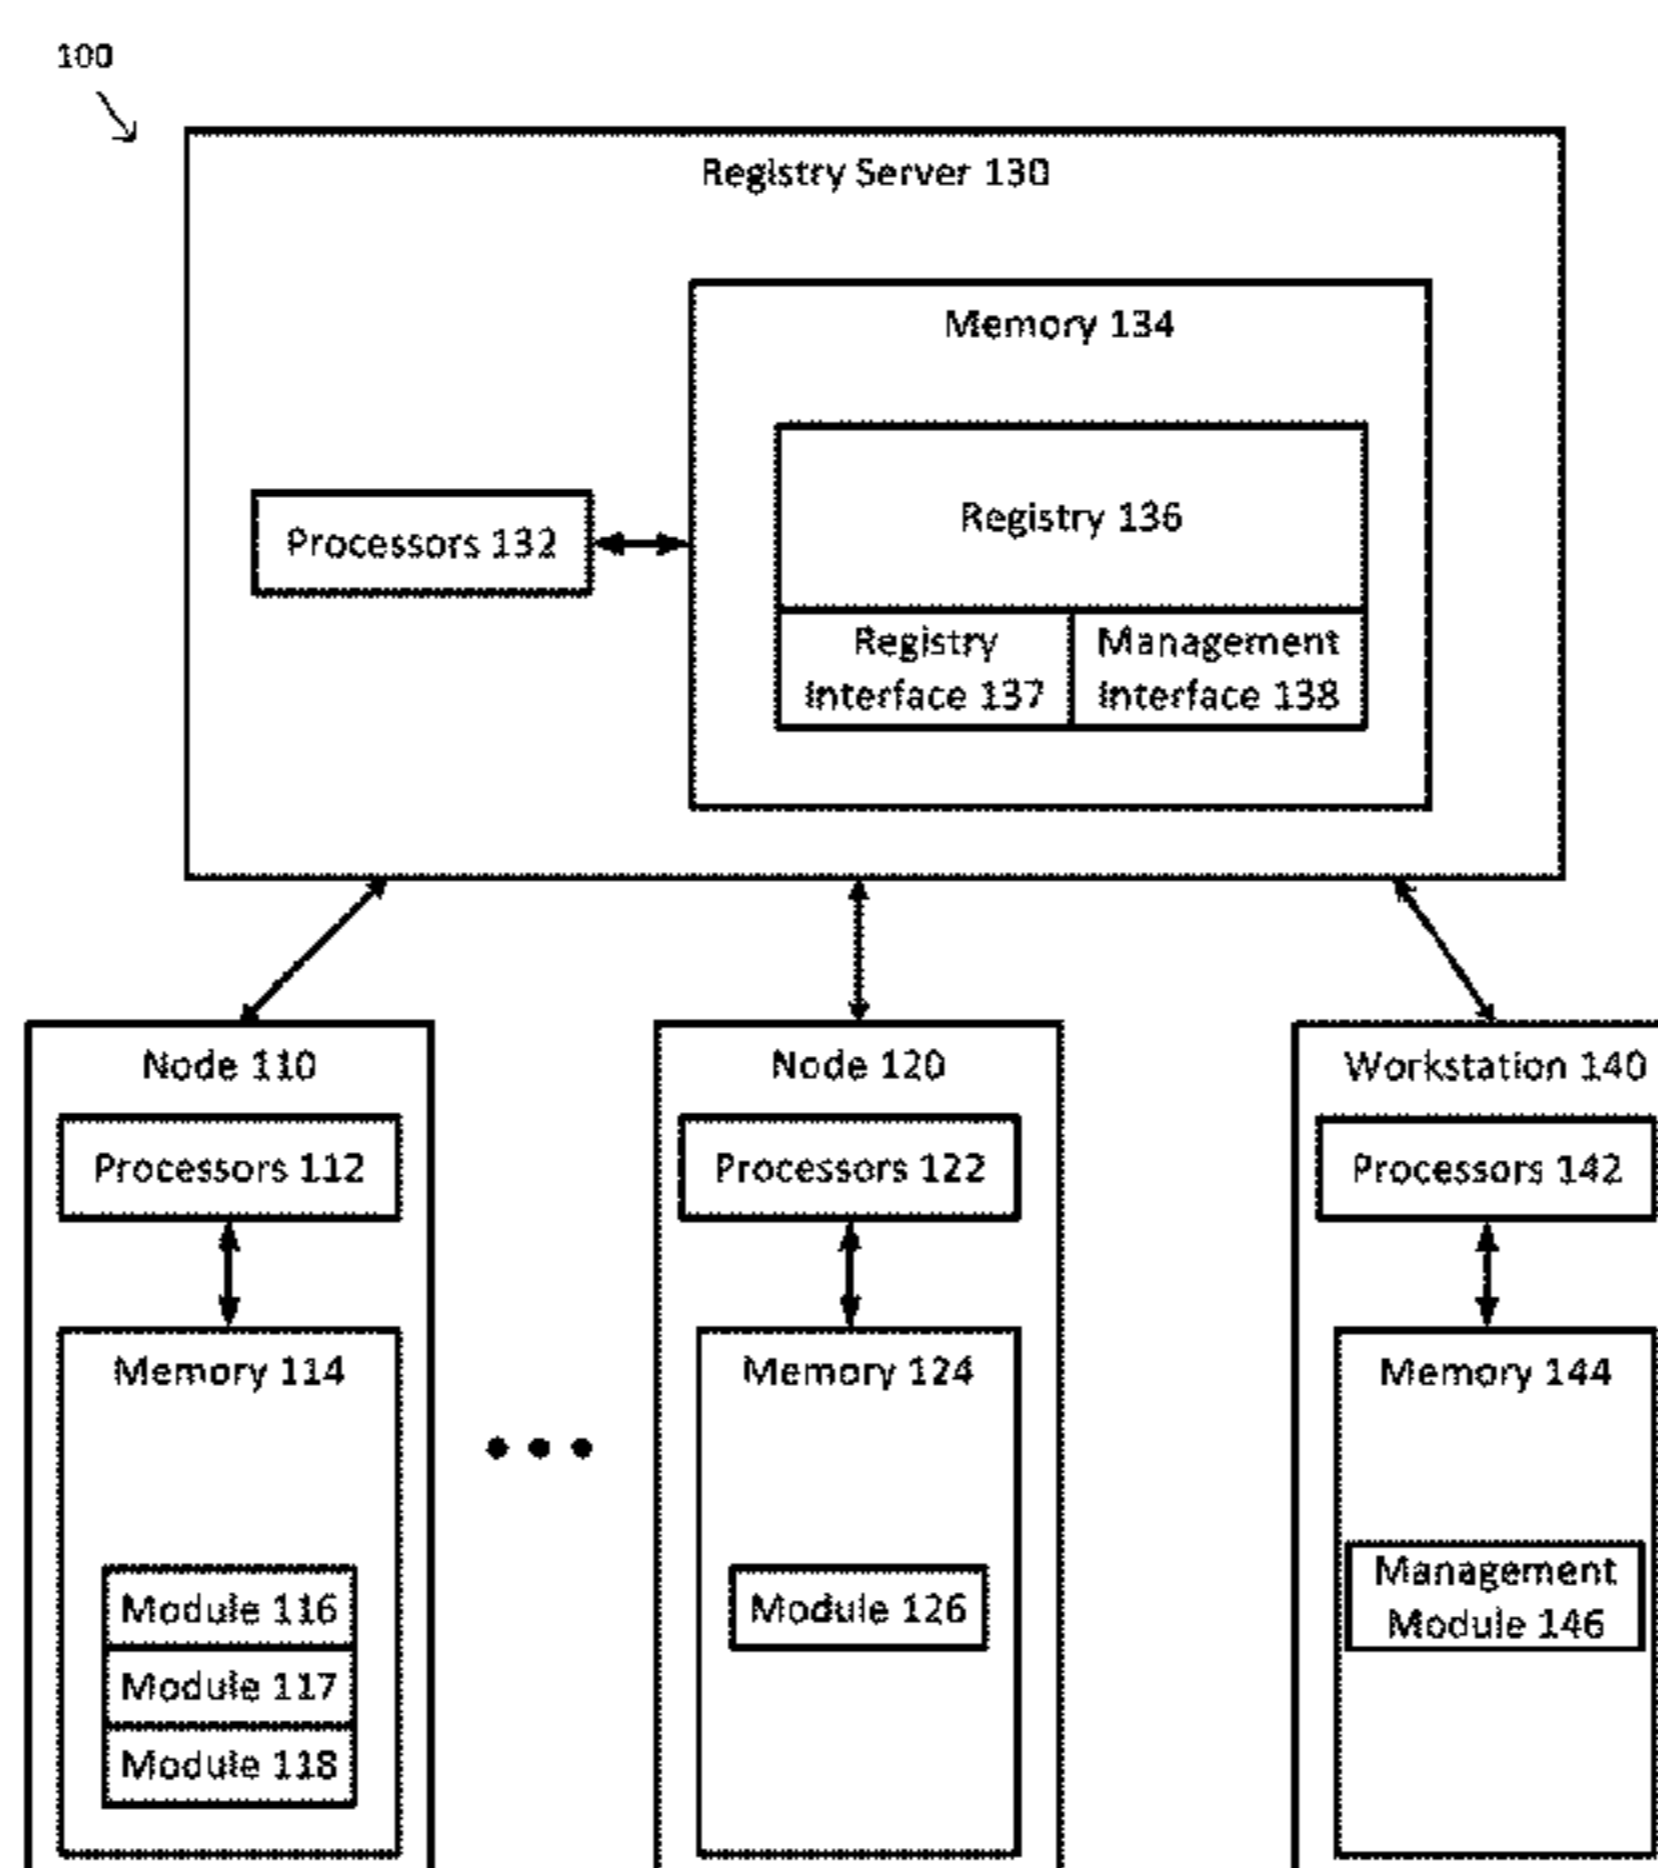 100
Registry Server 130
Memory 134
Registry 136
Processors 132
Registry
Interface 137
Management
Interface 138
Node 110
Processors 112
Memory 114
Module 116
Module 117
Module 118
Node 120
Processors 122
Memory 124
Module 126
Workstation 140
Processors 142
Memory 144
Management
Module 146